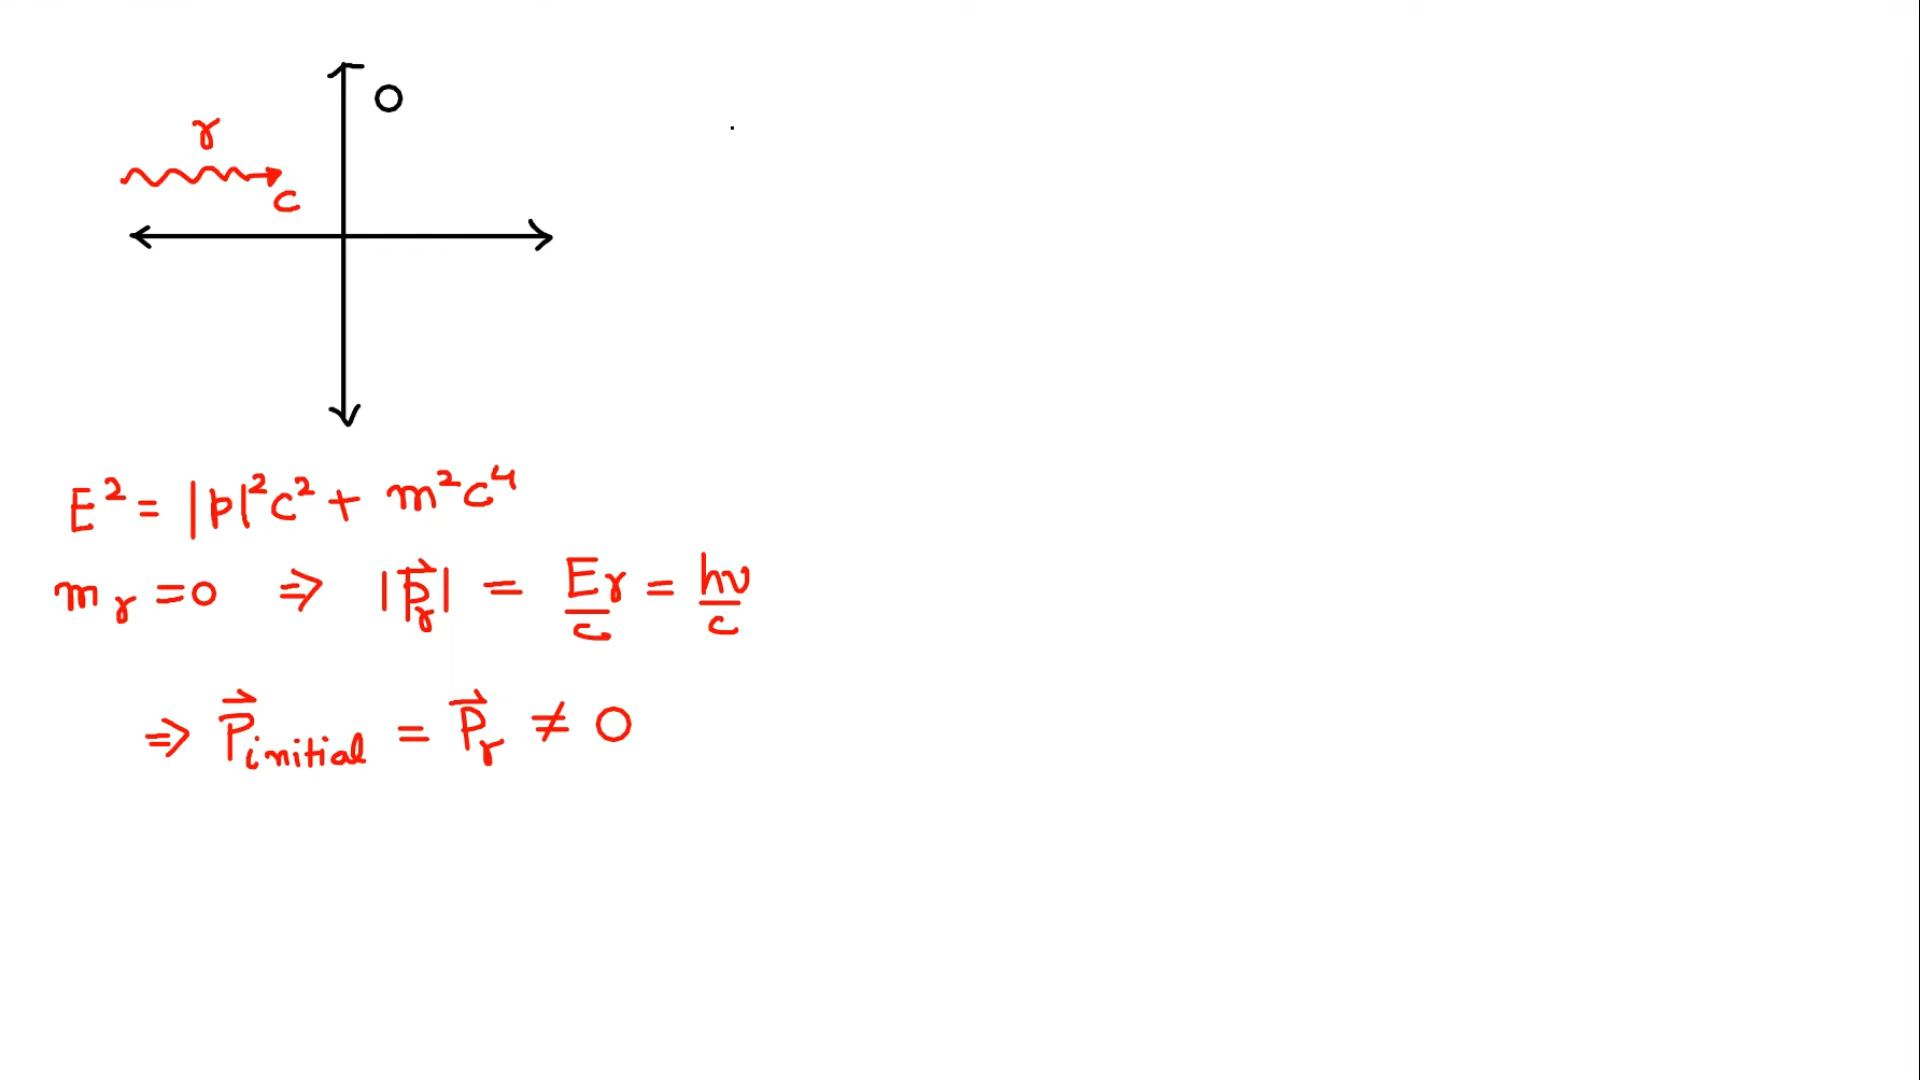 O
γ
c
E² = |p|²c² + m²c⁴
m_γ = 0 ⇒ |p⃗_γ| = E_γ/c = hν/c
⇒ P⃗_initial = P⃗_γ ≠ 0